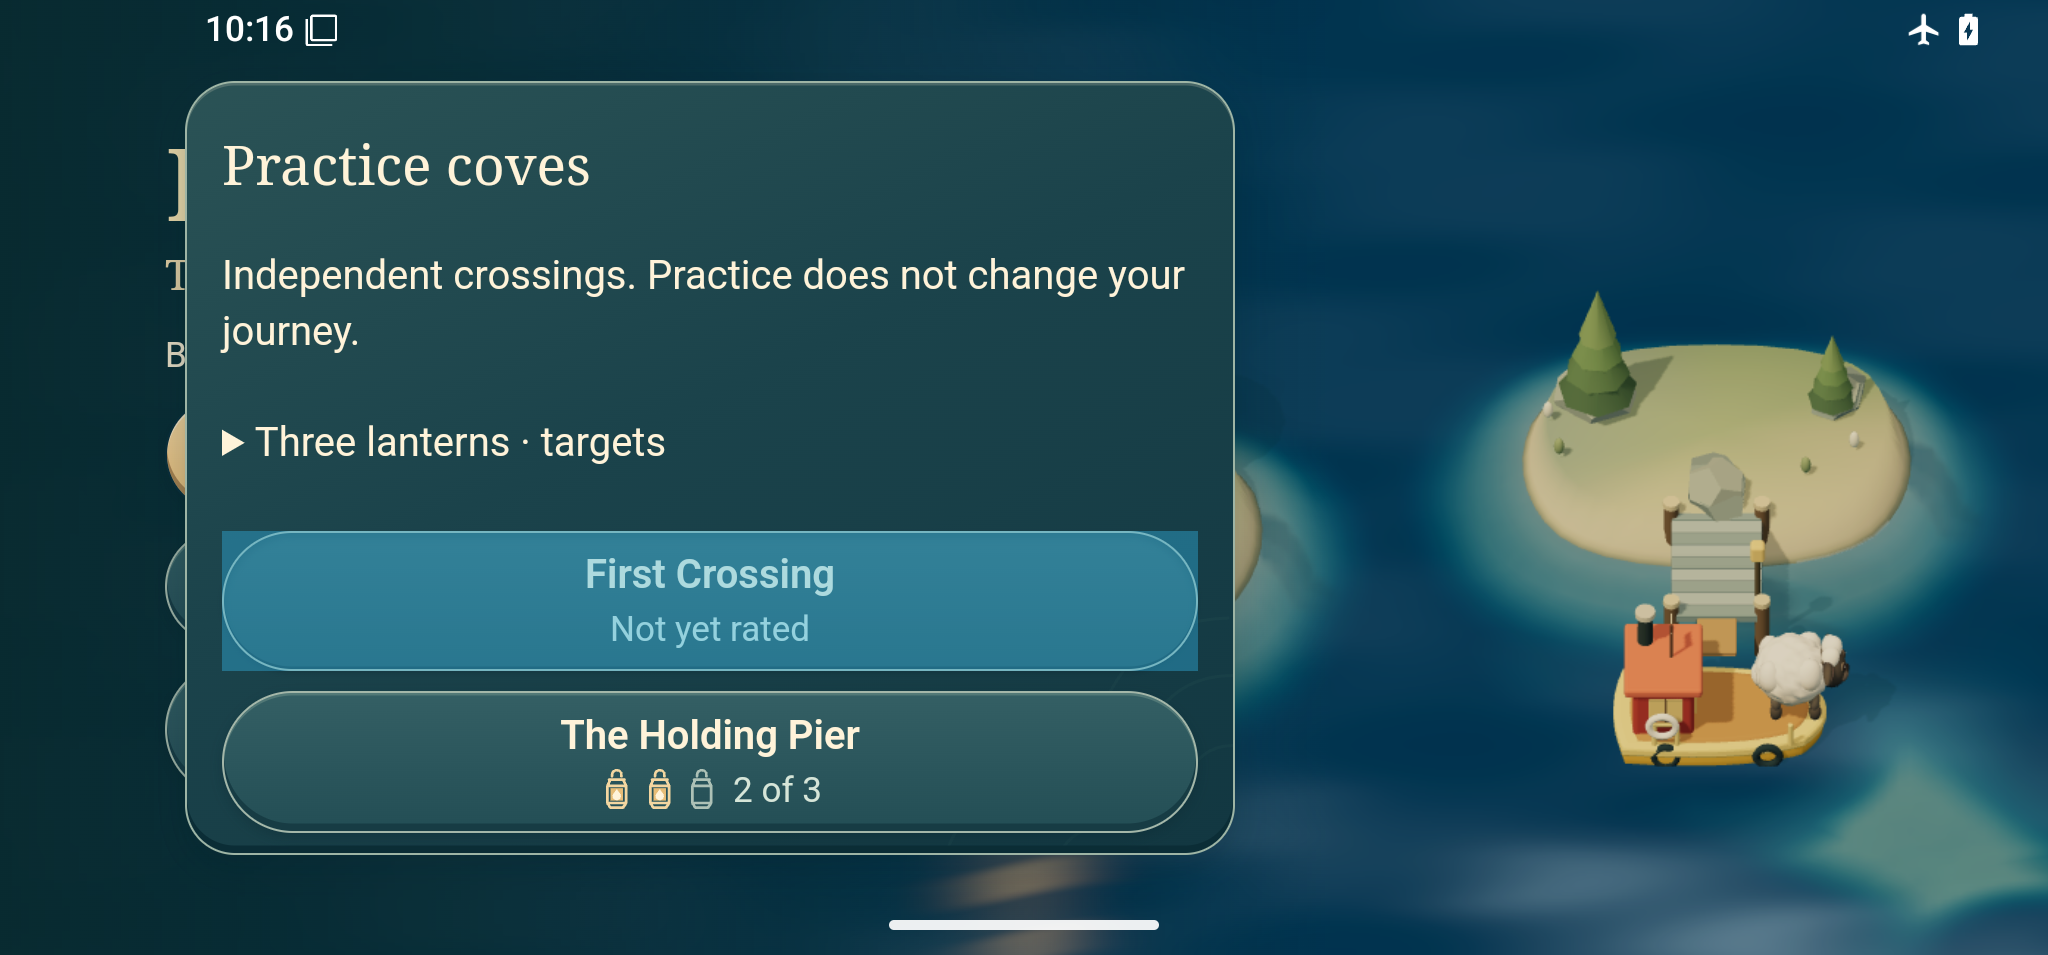 10:16
Practice coves
Independent crossings. Practice does not change your
journey.
Three lanterns · targets
First Crossing
Not yet rated
The Holding Pier
2 of 3
T
B